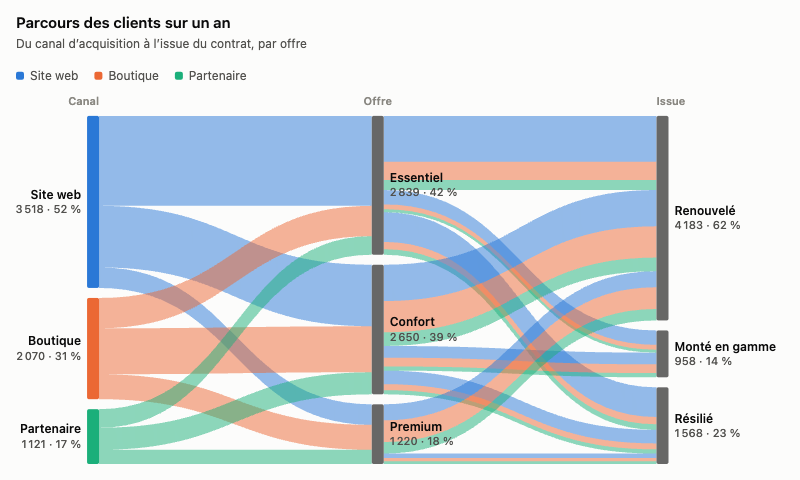 Parcours des clients sur un an
Du canal d’acquisition à l’issue du contrat, par offre
Site web
Boutique
Partenaire
Canal
Offre
Issue
Site web
3 518 · 52 %
Boutique
2 070 · 31 %
Partenaire
1 121 · 17 %
Essentiel
2 839 · 42 %
Confort
2 650 · 39 %
Premium
1 220 · 18 %
Renouvelé
4 183 · 62 %
Monté en gamme
958 · 14 %
Résilié
1 568 · 23 %